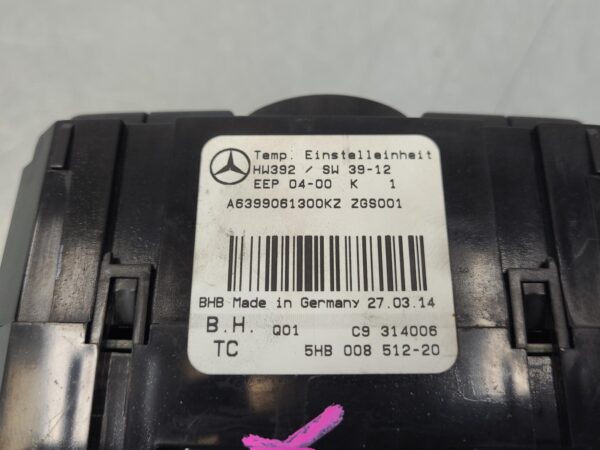 Temp. Einstelleinheit
HW392 / SW 39-12
EEP 04-00 K 1
A6399061300KZ ZGS001
BHB Made in Germany 27.03.14
B.H. Q01 C9 314006
TC 5HB 008 512-20